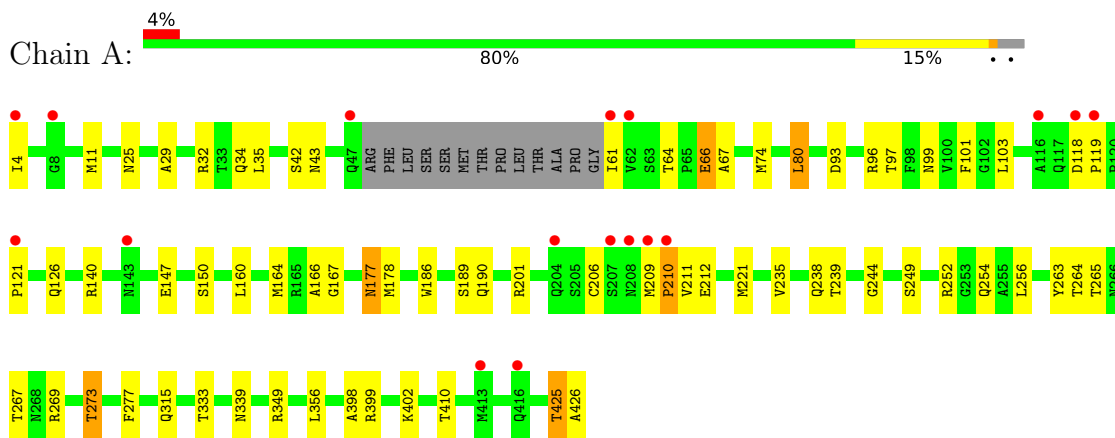 4%
Chain A:
80% 15% • •
I4 G8 M11 N25 A29 R32 T33 Q34 L35 S42 N43 Q47 ARG PHE LEU SER SER MET THR PRO LEU THR ALA PRO GLY I61 V62 S63 T64 P65 E66 A67 M74 L80 D93 R96 T97 F98 N99 V100 F101 G102 L103 A116 Q117 D118 P119
P121 Q126 R140 N143 E147 S150 L160 M164 R165 A166 G167 N177 M178 W186 S189 Q190 R201 Q204 S205 C206 S207 N208 M209 P210 V211 E212 M221 V235 Q238 T239 G244 S249 R252 G253 Q254 A255 L256 Y263 T264 T265
T267 N268 R269 T273 F277 Q315 T333 N339 R349 L356 A398 R399 K402 T410 M413 Q416 T425 A426